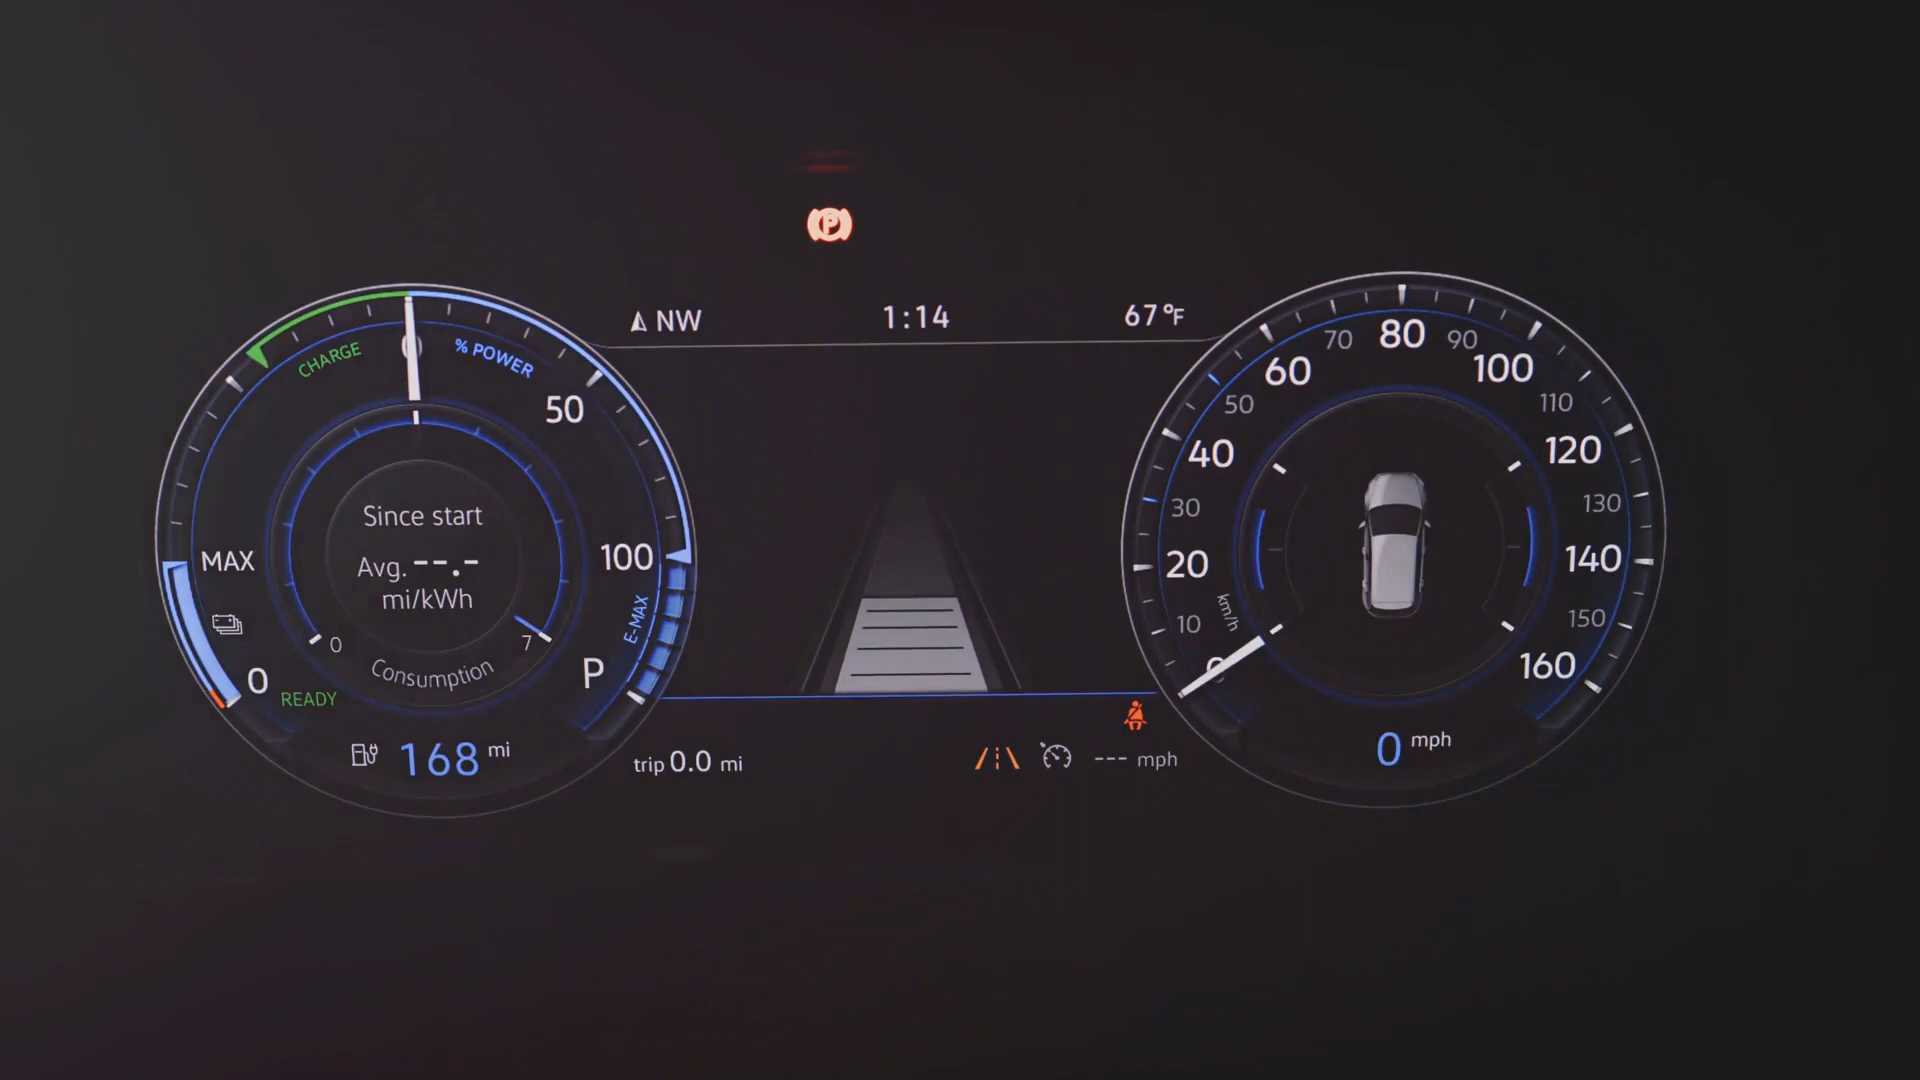 P
NW
1:14
67°F
CHARGE
0
% POWER
50
100
E-MAX
P
MAX
0
READY
Since start
Avg. --.-
mi/kWh
0
7
Consumption
168 mi
trip 0.0 mi
--- mph
0
10
20
30
40
50
60
70
80
90
100
110
120
130
140
150
160
km/h
0 mph